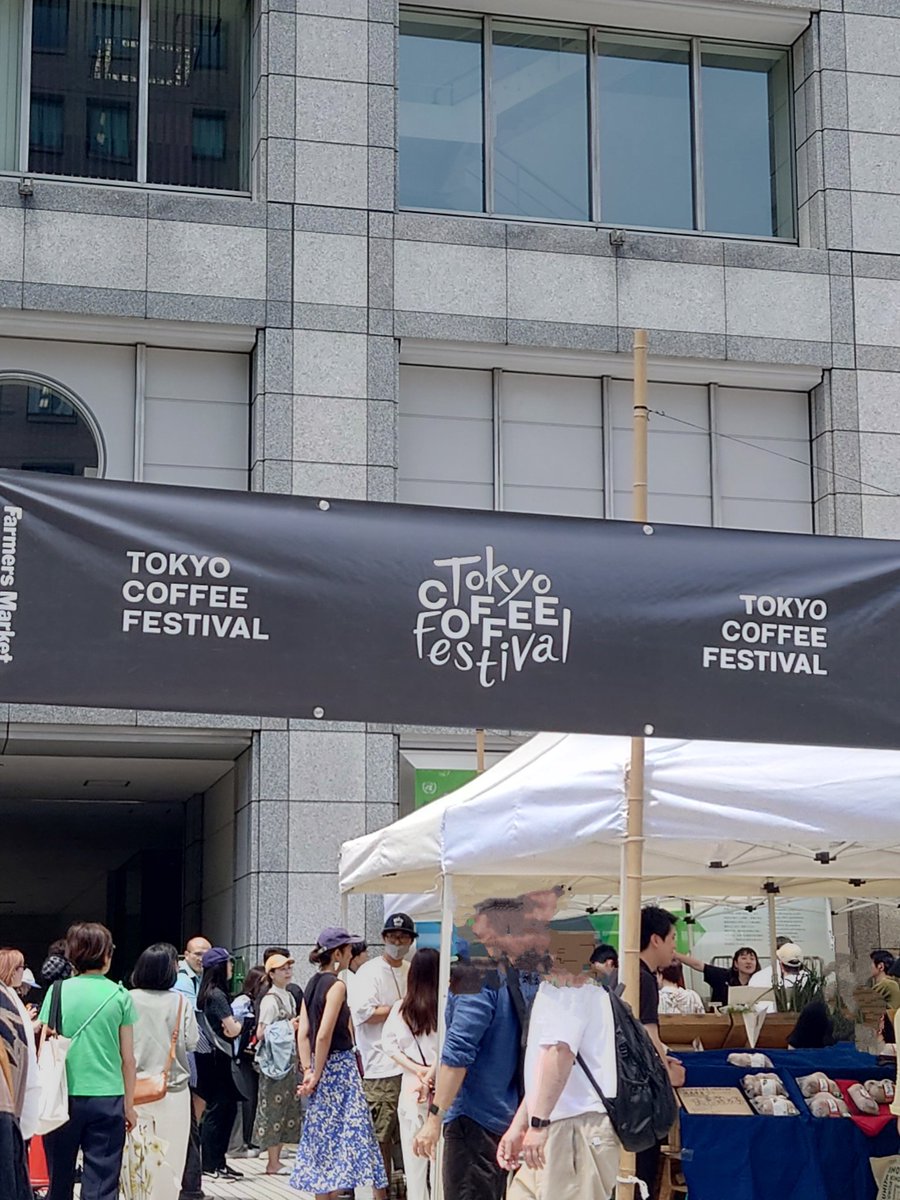 Farmers Market
TOKYO
COFFEE
FESTIVAL
Tokyo
COFFEE
festival
TOKYO
COFFEE
FESTIVAL